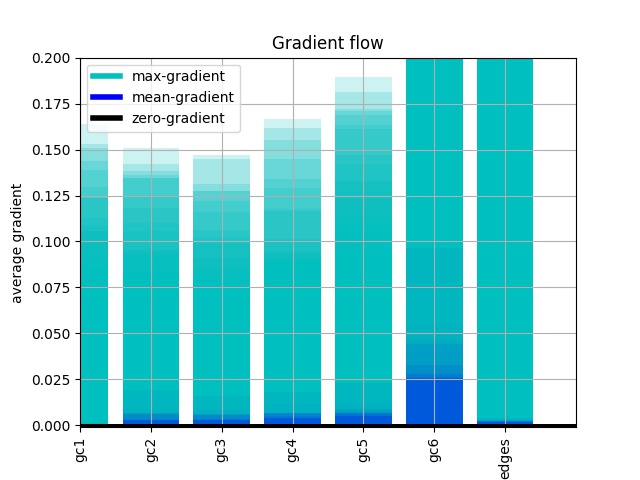 Gradient flow
max-gradient
mean-gradient
zero-gradient
average gradient
0.200
0.175
0.150
0.125
0.100
0.075
0.050
0.025
0.000
gc1
gc2
gc3
gc4
gc5
gc6
edges